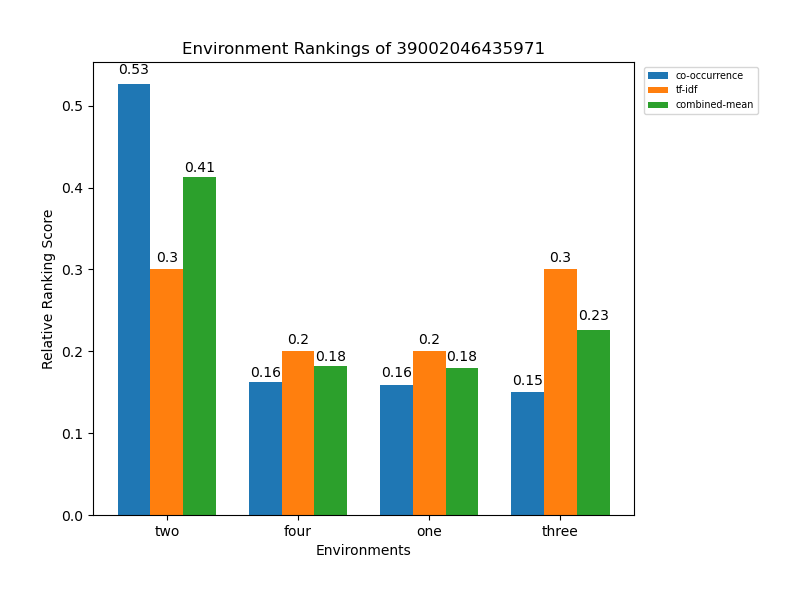 Environment Rankings of 39002046435971
co-occurrence
tf-idf
combined-mean
Relative Ranking Score
0.5
0.4
0.3
0.2
0.1
0.0
0.53
0.3
0.41
0.16
0.2
0.18
0.16
0.2
0.18
0.15
0.3
0.23
two four one three
Environments